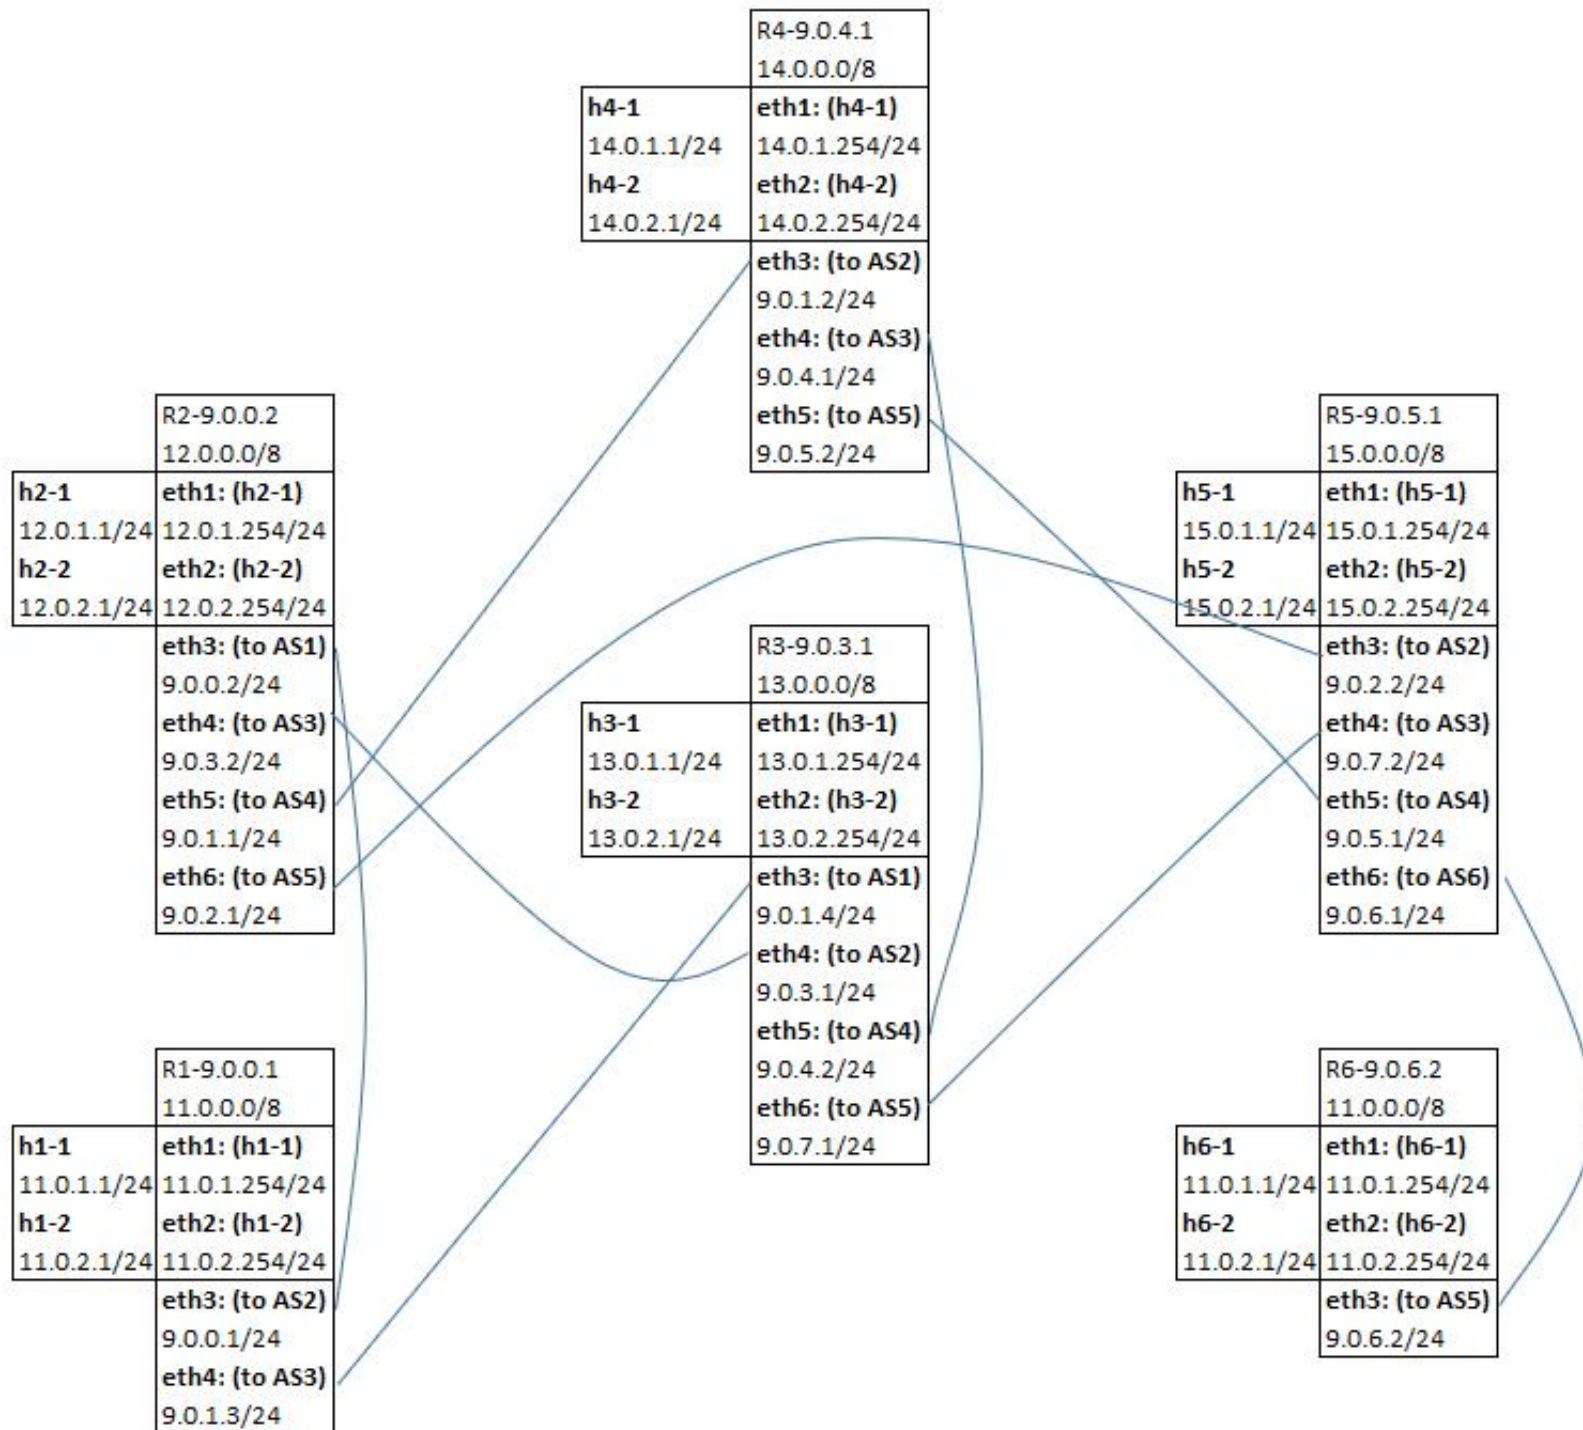 R4-9.0.4.1
14.0.0.0/8
h4-1
14.0.1.1/24
h4-2
14.0.2.1/24
eth1: (h4-1)
14.0.1.254/24
eth2: (h4-2)
14.0.2.254/24
eth3: (to AS2)
9.0.1.2/24
eth4: (to AS3)
9.0.4.1/24
eth5: (to AS5)
9.0.5.2/24
R2-9.0.0.2
12.0.0.0/8
h2-1
12.0.1.1/24
h2-2
12.0.2.1/24
eth1: (h2-1)
12.0.1.254/24
eth2: (h2-2)
12.0.2.254/24
eth3: (to AS1)
9.0.0.2/24
eth4: (to AS3)
9.0.3.2/24
eth5: (to AS4)
9.0.1.1/24
eth6: (to AS5)
9.0.2.1/24
R5-9.0.5.1
15.0.0.0/8
h5-1
15.0.1.1/24
h5-2
15.0.2.1/24
eth1: (h5-1)
15.0.1.254/24
eth2: (h5-2)
15.0.2.254/24
eth3: (to AS2)
9.0.2.2/24
eth4: (to AS3)
9.0.7.2/24
eth5: (to AS4)
9.0.5.1/24
eth6: (to AS6)
9.0.6.1/24
R3-9.0.3.1
13.0.0.0/8
h3-1
13.0.1.1/24
h3-2
13.0.2.1/24
eth1: (h3-1)
13.0.1.254/24
eth2: (h3-2)
13.0.2.254/24
eth3: (to AS1)
9.0.1.4/24
eth4: (to AS2)
9.0.3.1/24
eth5: (to AS4)
9.0.4.2/24
eth6: (to AS5)
9.0.7.1/24
R1-9.0.0.1
11.0.0.0/8
h1-1
11.0.1.1/24
h1-2
11.0.2.1/24
eth1: (h1-1)
11.0.1.254/24
eth2: (h1-2)
11.0.2.254/24
eth3: (to AS2)
9.0.0.1/24
eth4: (to AS3)
9.0.1.3/24
R6-9.0.6.2
11.0.0.0/8
h6-1
11.0.1.1/24
h6-2
11.0.2.1/24
eth1: (h6-1)
11.0.1.254/24
eth2: (h6-2)
11.0.2.254/24
eth3: (to AS5)
9.0.6.2/24